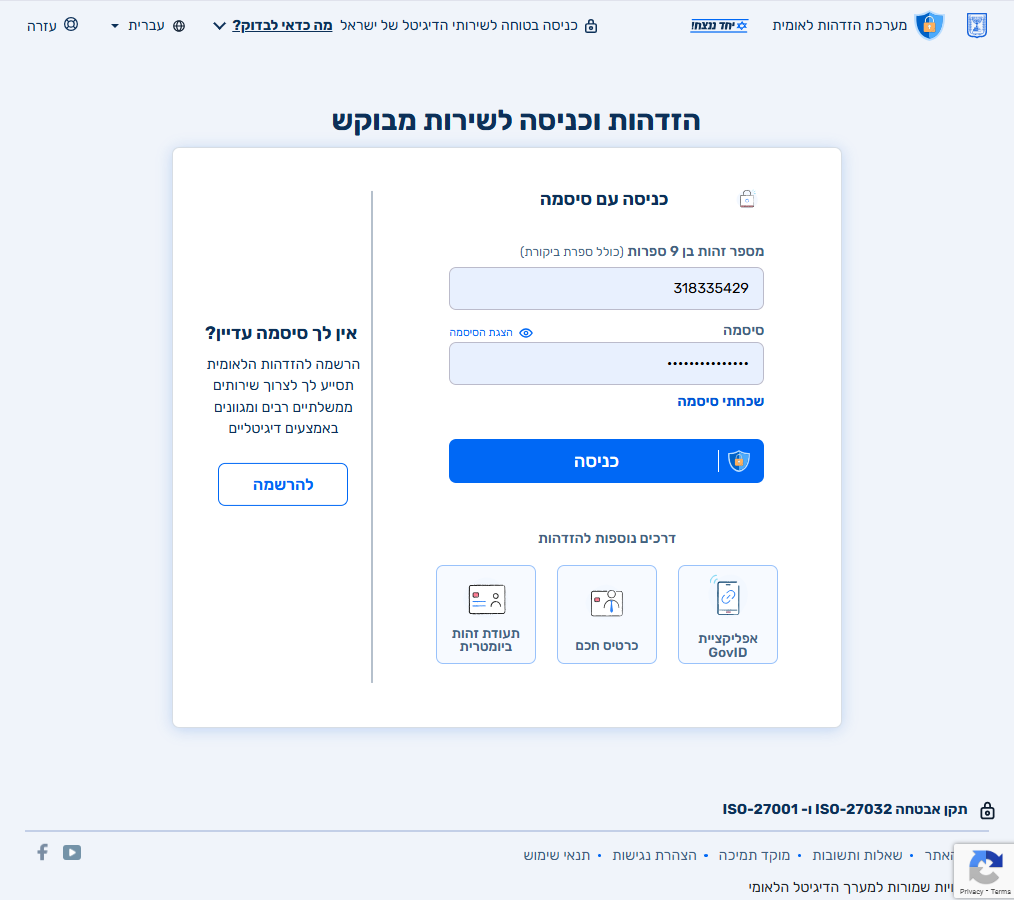 מערכת הזדהות לאומית
יחד ננצח!
כניסה בטוחה לשירותי הדיגיטל של ישראל מה כדאי לבדוק?
עברית
עזרה
הזדהות וכניסה לשירות מבוקש
כניסה עם סיסמה
מספר זהות בן 9 ספרות (כולל ספרת ביקורת)
318335429
סיסמה
הצגת הסיסמה
•••••••••••••••
שכחתי סיסמה
כניסה
דרכים נוספות להזדהות
אפליקציית
GovID
כרטיס חכם
תעודת זהות
ביומטרית
אין לך סיסמה עדיין?
הרשמה להזדהות הלאומית
תסייע לך לצרוך שירותים
ממשלתיים רבים ומגוונים
באמצעים דיגיטליים
להרשמה
תקן אבטחה ISO-27032 ו- ISO-27001
האתר • שאלות ותשובות • מוקד תמיכה • הצהרת נגישות • תנאי שימוש
ויות שמורות למערך הדיגיטל הלאומי
Privacy - Terms